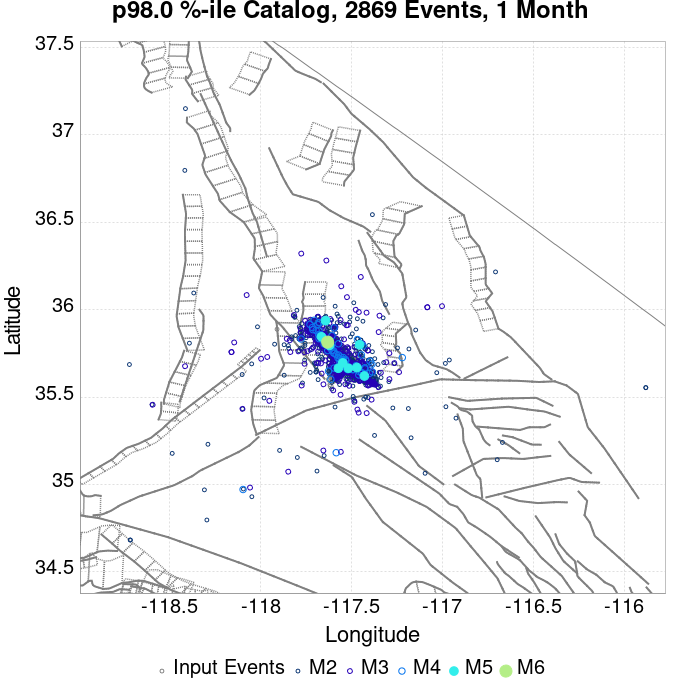 p98.0 %-ile Catalog, 2869 Events, 1 Month
37.5
37
36.5
36
35.5
35
34.5
Latitude
-118.5 -118 -117.5 -117 -116.5 -116
Longitude
Input Events M2 M3 M4 M5 M6